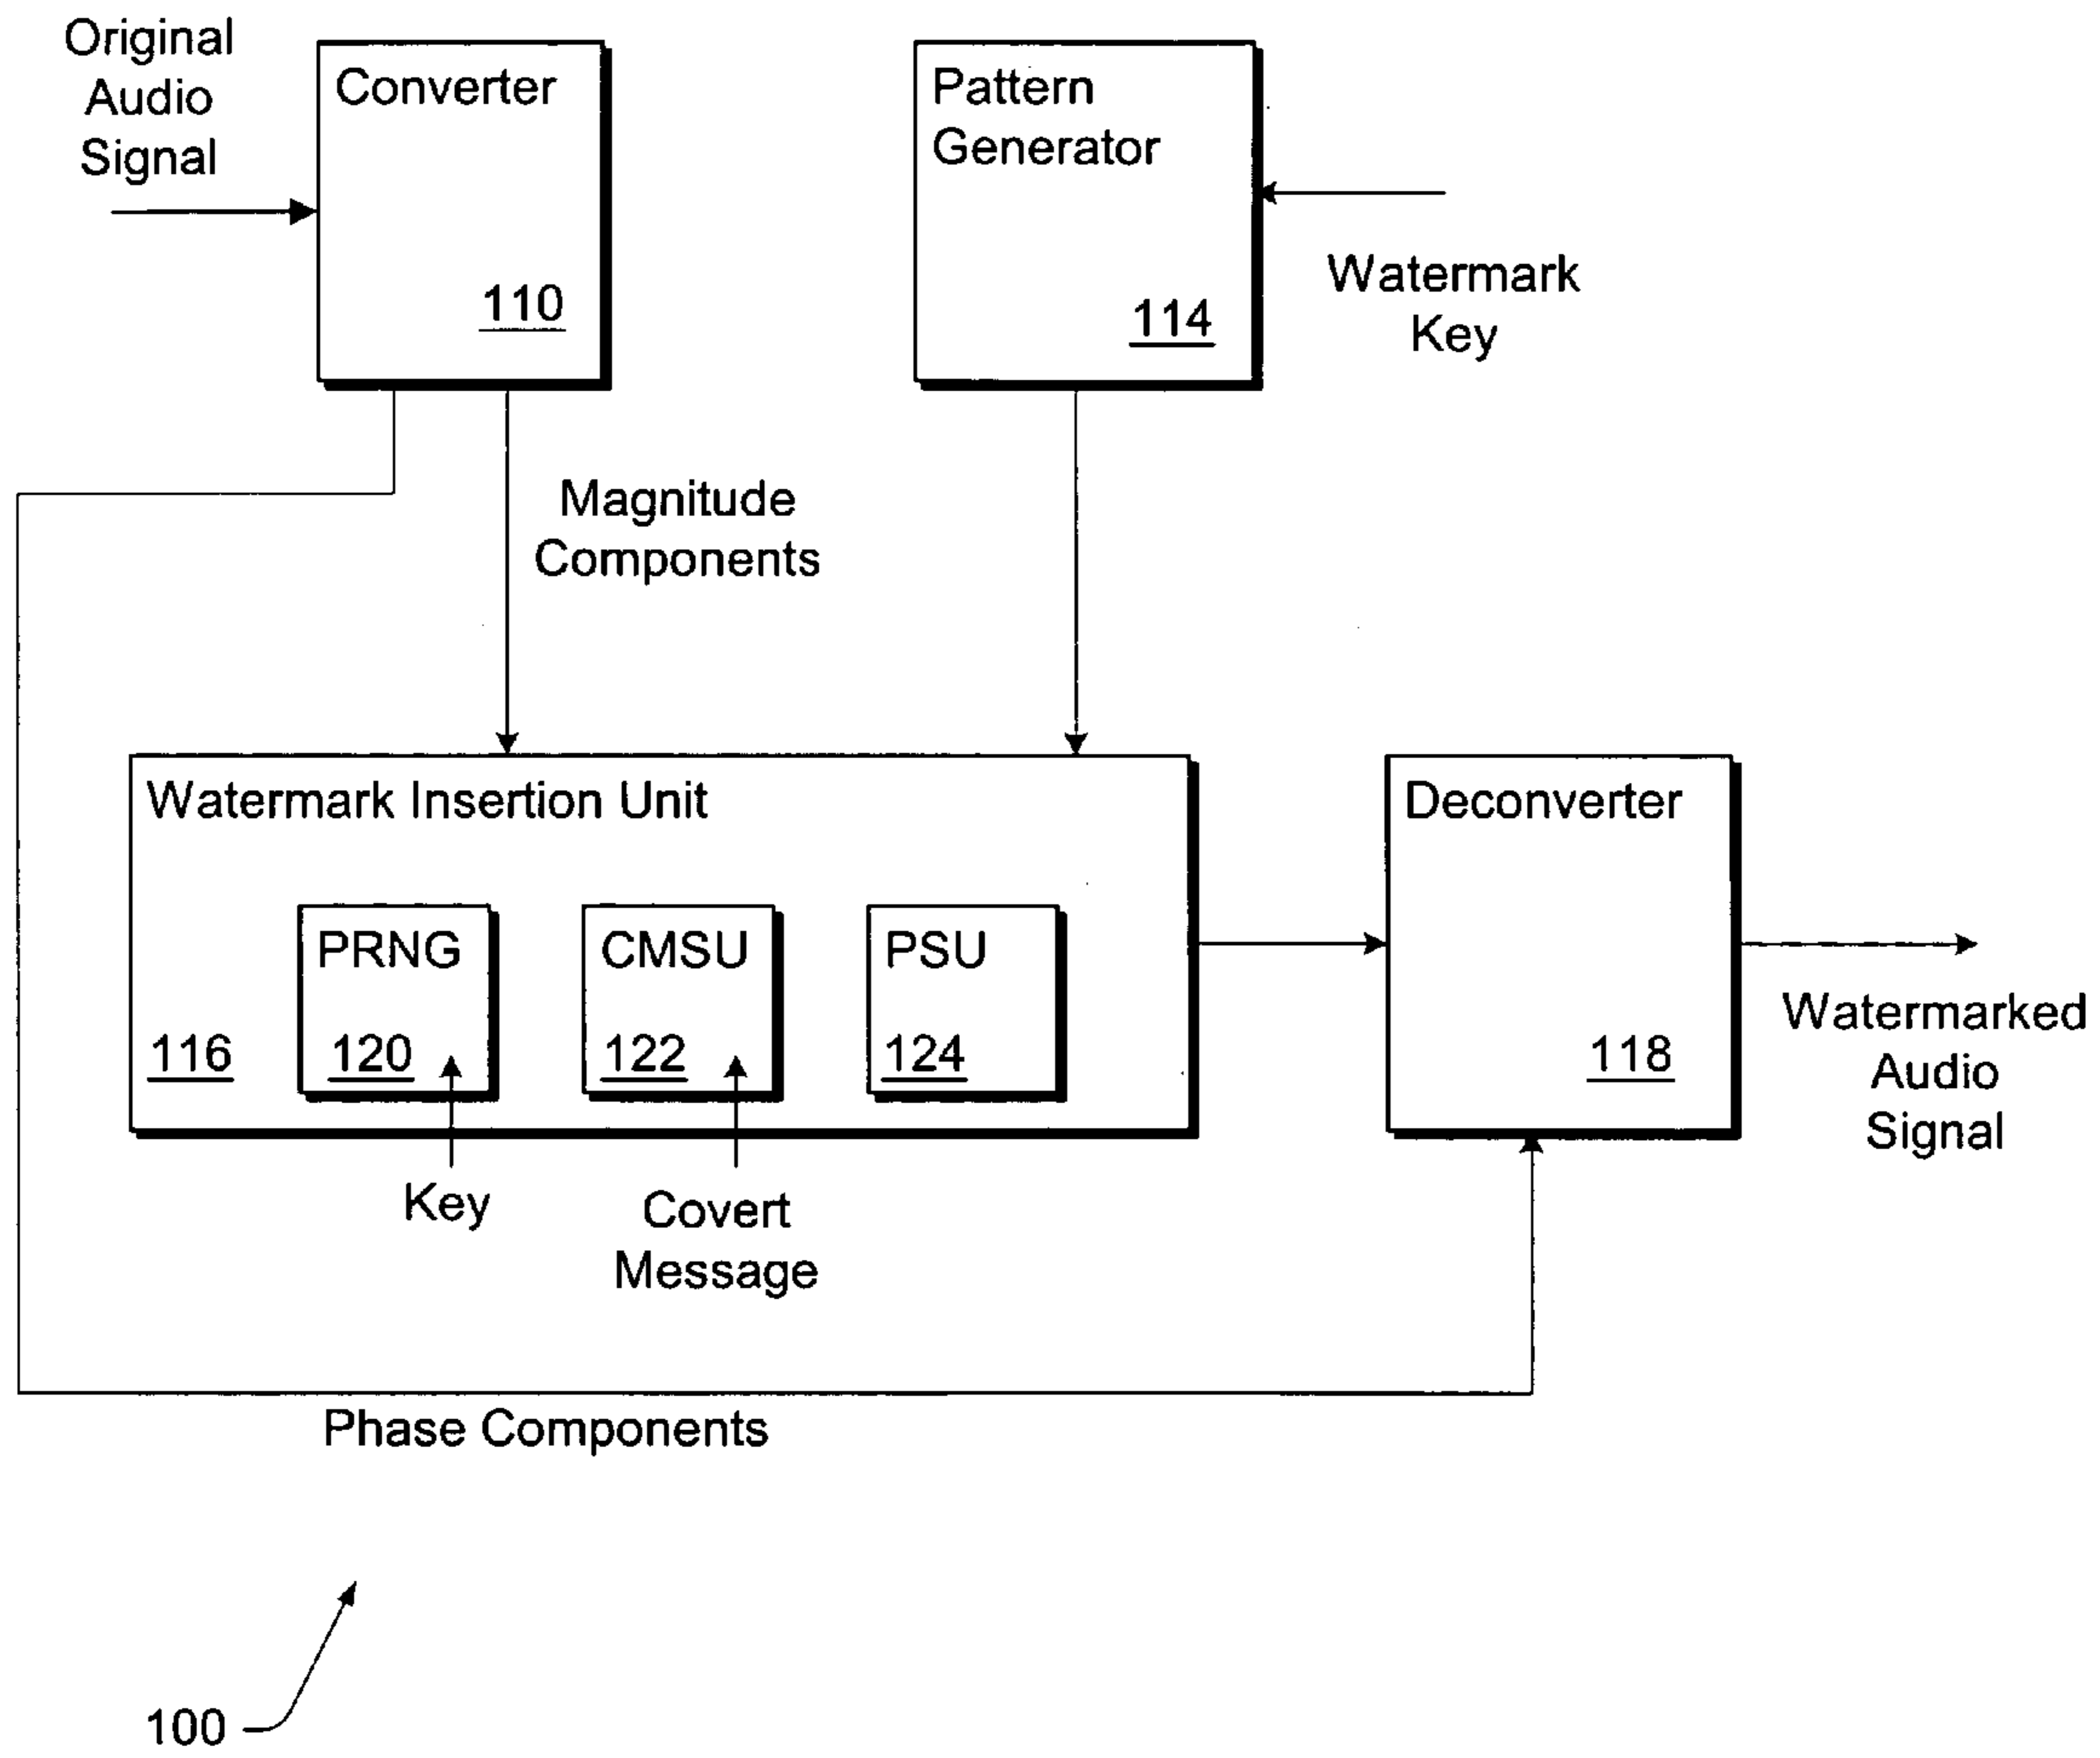 Original
Audio
Signal
Converter
110
Pattern
Generator
114
Watermark
Key
Magnitude
Components
Watermark Insertion Unit
116
PRNG
120
CMSU
122
PSU
124
Key
Covert
Message
Deconverter
118
Watermarked
Audio
Signal
Phase Components
100